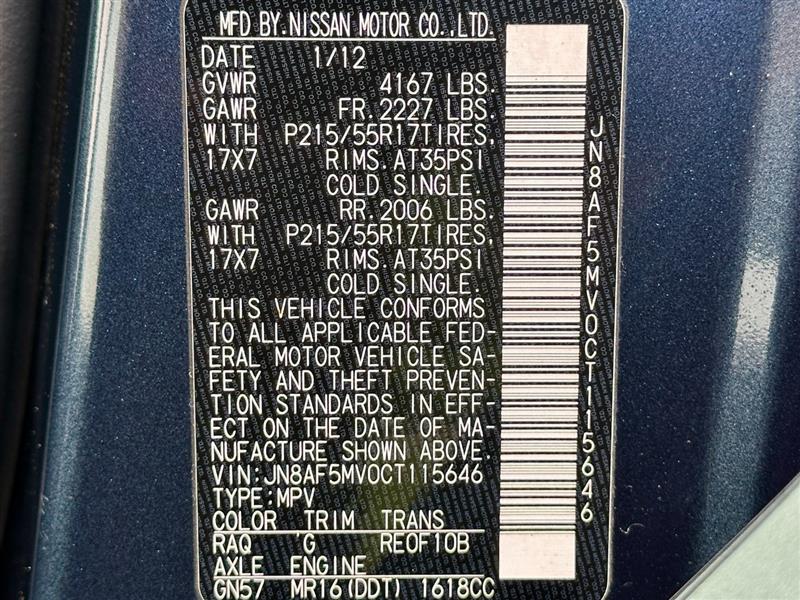 MFD BY.NISSAN MOTOR CO.,LTD.
DATE 1/12
GVWR 4167 LBS.
GAWR FR.2227 LBS.
WITH P215/55R17TIRES,
17X7 RIMS.AT35PSI
COLD SINGLE.
GAWR RR.2006 LBS.
WITH P215/55R17TIRES,
17X7 RIMS.AT35PSI
COLD SINGLE.
THIS VEHICLE CONFORMS
TO ALL APPLICABLE FED-
ERAL MOTOR VEHICLE SA-
FETY AND THEFT PREVEN-
TION STANDARDS IN EFF-
ECT ON THE DATE OF MA-
NUFACTURE SHOWN ABOVE.
VIN:JN8AF5MV0CT115646
TYPE:MPV
COLOR TRIM TRANS
RAQ G RE0F10B
AXLE ENGINE
GN57 MR16(DDT) 1618CC
JN8AF5MV0CT115646